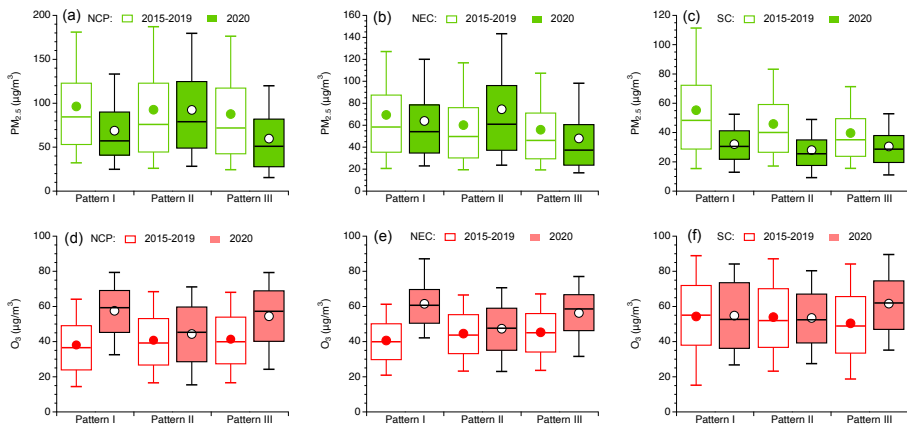 (a) NCP: 2015-2019 2020
PM2.5 (μg/m³)
200
150
100
50
0
Pattern I Pattern II Pattern III
(b) NEC: 2015-2019 2020
PM2.5 (μg/m³)
160
140
120
100
80
60
40
20
0
Pattern I Pattern II Pattern III
(c) SC: 2015-2019 2020
PM2.5 (μg/m³)
120
100
80
60
40
20
0
Pattern I Pattern II Pattern III
(d) NCP: 2015-2019 2020
O3 (μg/m³)
100
80
60
40
20
0
Pattern I Pattern II Pattern III
(e) NEC: 2015-2019 2020
O3 (μg/m³)
100
80
60
40
20
0
Pattern I Pattern II Pattern III
(f) SC: 2015-2019 2020
O3 (μg/m³)
100
80
60
40
20
0
Pattern I Pattern II Pattern III